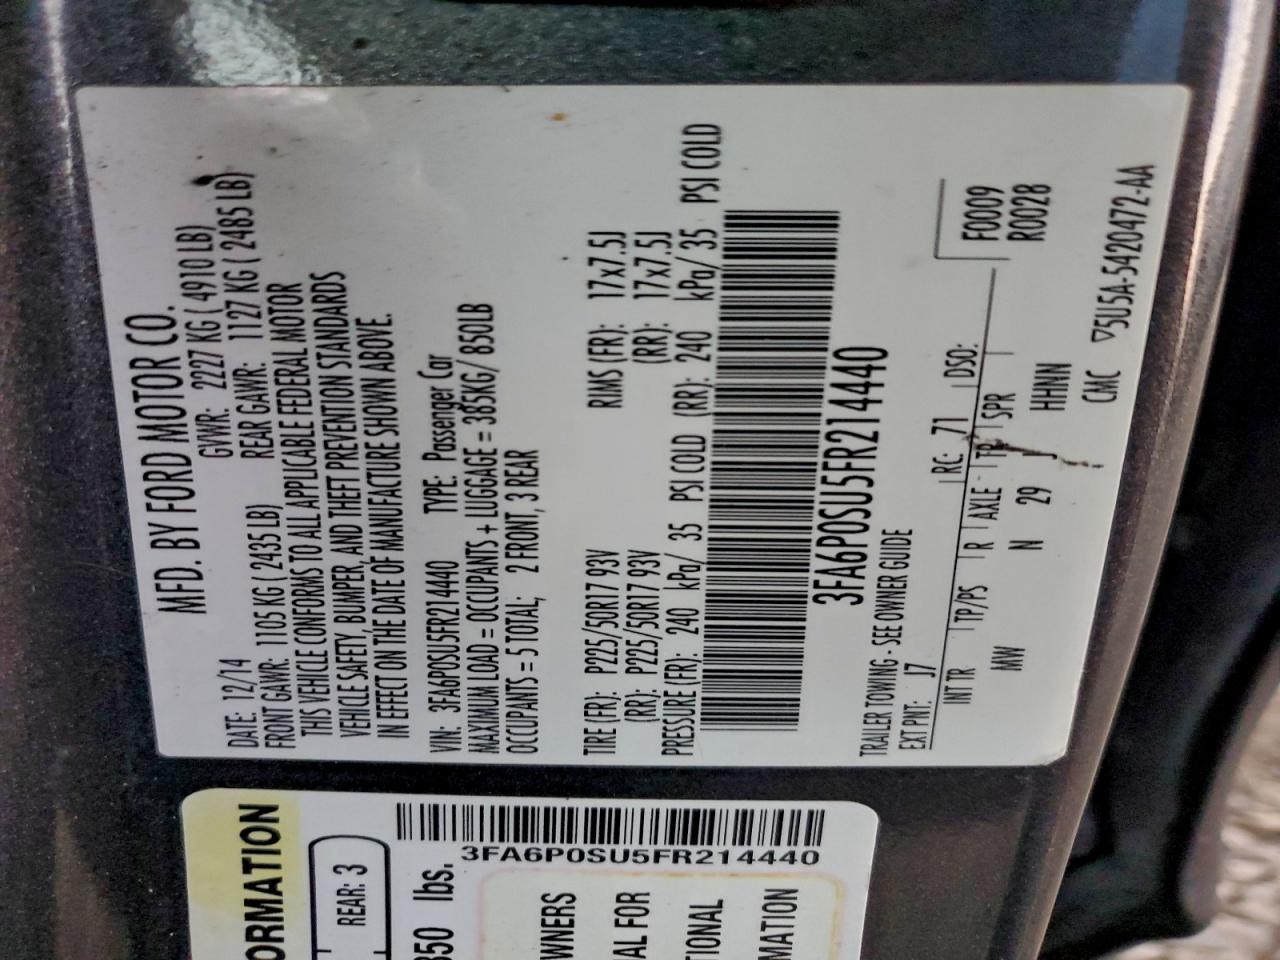 MFD. BY FORD MOTOR CO.
DATE: 12/14 GVWR: 2227 KG ( 4910 LB)
FRONT GAWR: 1105 KG ( 2435 LB) REAR GAWR: 1127 KG ( 2485 LB)
THIS VEHICLE CONFORMS TO ALL APPLICABLE FEDERAL MOTOR
VEHICLE SAFETY, BUMPER, AND THEFT PREVENTION STANDARDS
IN EFFECT ON THE DATE OF MANUFACTURE SHOWN ABOVE.
VIN: 3FA6P0SU5FR214440 TYPE: Passenger Car
MAXIMUM LOAD = OCCUPANTS + LUGGAGE = 385KG/ 850LB
OCCUPANTS = 5 TOTAL; 2 FRONT, 3 REAR
TIRE (FR): P225/50R17 93V RIMS (FR): 17x7.5J
(RR): P225/50R17 93V (RR): 17x7.5J
PRESSURE (FR): 240 kPa/ 35 PSI COLD (RR): 240 kPa/ 35 PSI COLD
3FA6P0SU5FR214440
TRAILER TOWING - SEE OWNER GUIDE
EXT PNT: J7 RC: 71 DSO: F0009
INT TR TP/PS R AXLE TR SPR R0028
MW N 29 J HHNN
CMC 5U5A-5420472-AA
ORMATION
REAR: 3
350 lbs.
3FA6P0SU5FR214440
WNERS
AL FOR
TIONAL
MATION